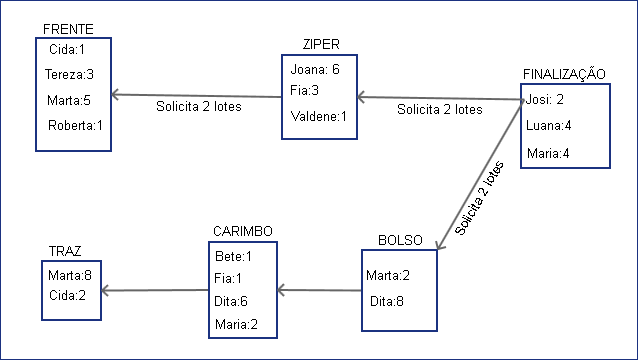 FRENTE
Cida:1
Tereza:3
Marta:5
Roberta:1
Solicita 2 lotes
ZIPER
Joana: 6
Fia:3
Valdene:1
Solicita 2 lotes
FINALIZAÇÃO
Josi: 2
Luana:4
Maria:4
Solicita 2 lotes
TRAZ
Marta:8
Cida:2
CARIMBO
Bete:1
Fia:1
Dita:6
Maria:2
BOLSO
Marta:2
Dita:8